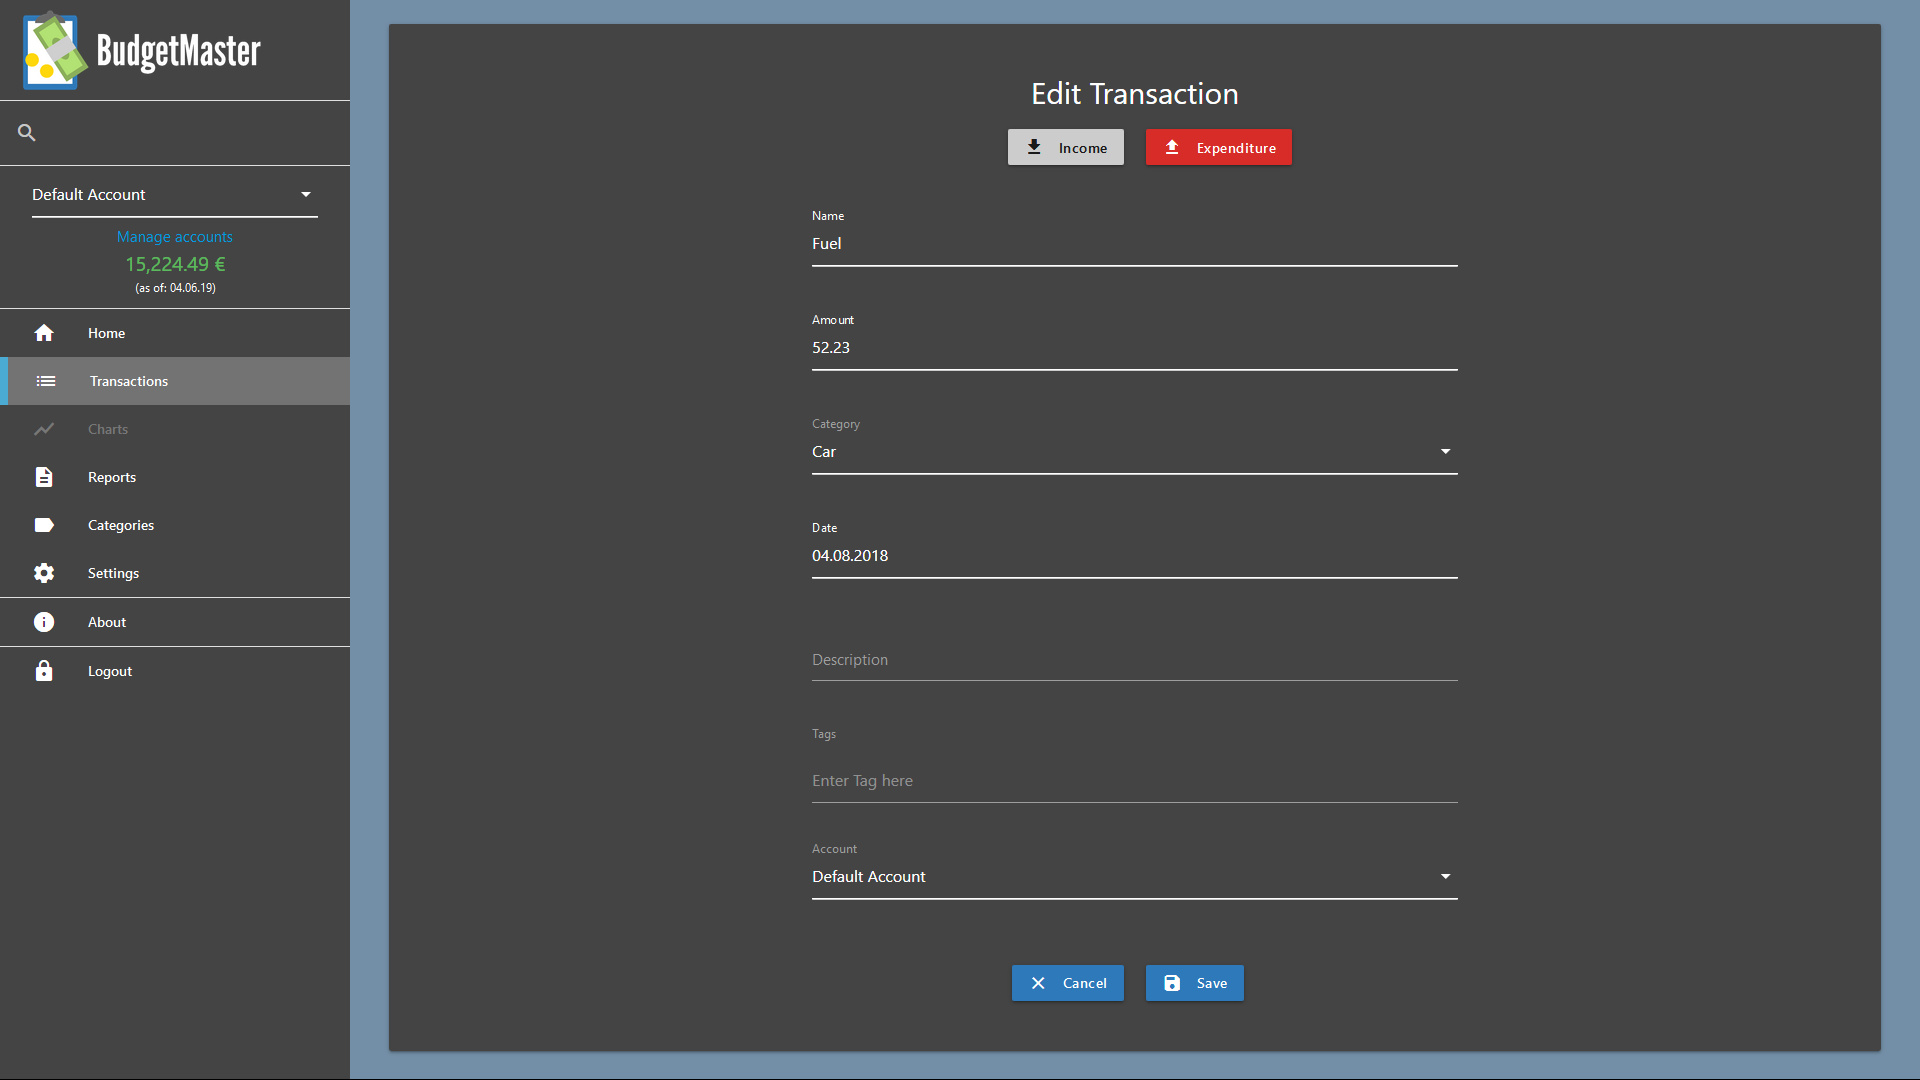 BudgetMaster
Default Account
Manage accounts
15,224.49 €
(as of: 04.06.19)
Home
Transactions
Charts
Reports
Categories
Settings
About
Logout
Edit Transaction
Income
Expenditure
Name
Fuel
Amount
52.23
Category
Car
Date
04.08.2018
Description
Tags
Enter Tag here
Account
Default Account
Cancel
Save